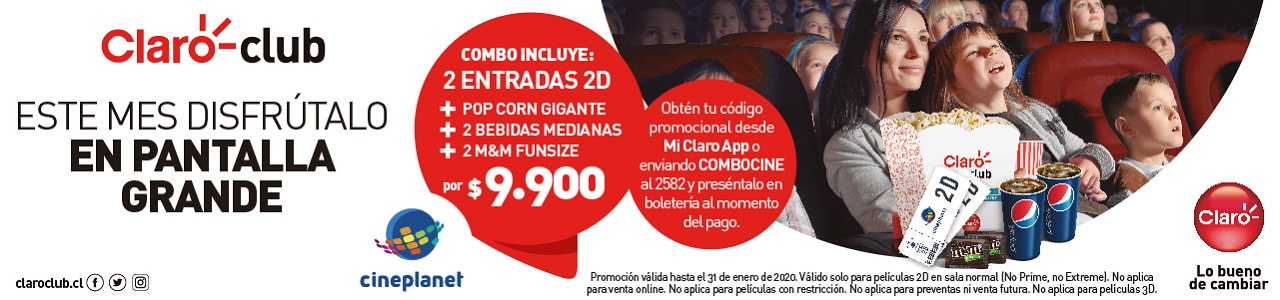 Claro-club
ESTE MES DISFRÚTALO
EN PANTALLA
GRANDE
claroclub.cl
COMBO INCLUYE:
2 ENTRADAS 2D
+ POP CORN GIGANTE
+ 2 BEBIDAS MEDIANAS
+ 2 M&M FUNSIZE
por $9.900
cineplanet
Obtén tu código
promocional desde
Mi Claro App o
enviando COMBOCINE
al 2582 y preséntalo en
boletería al momento
del pago.
Claro
club
2D
2D
cineplanet
pepsi
pepsi
m&m's
m&m's
Claro
Lo bueno
de cambiar
Promoción válida hasta el 31 de enero de 2020. Válido solo para películas 2D en sala normal (No Prime, no Extreme). No aplica
para venta online. No aplica para películas con restricción. No aplica para preventas ni venta futura. No aplica para películas 3D.